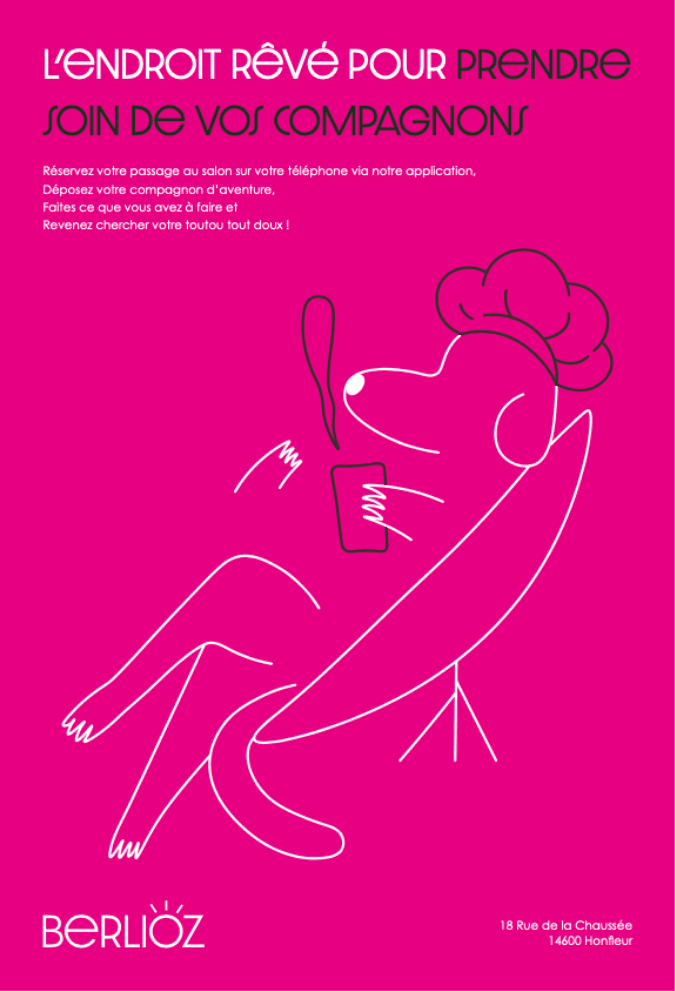 L'ENDROIT RÊVÉ POUR PRENDRE
SOIN DE VOS COMPAGNONS
Réservez votre passage au salon sur votre téléphone via notre application,
Déposez votre compagnon d'aventure,
Faites ce que vous avez à faire et
Revenez chercher votre toutou tout doux !
BERLIOZ
18 Rue de la Chaussée
14600 Honfleur